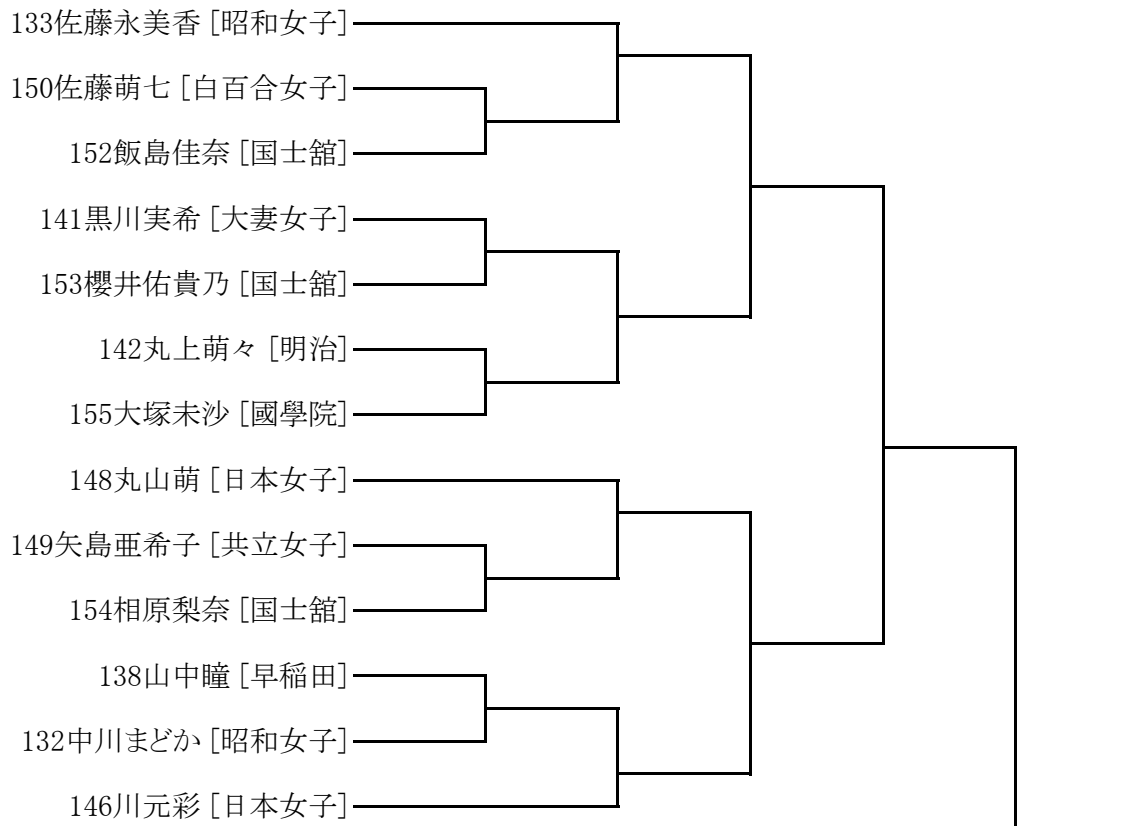 133佐藤永美香 [昭和女子]
150佐藤萌七 [白百合女子]
152飯島佳奈 [国士舘]
141黒川実希 [大妻女子]
153櫻井佑貴乃 [国士舘]
142丸上萌々 [明治]
155大塚未沙 [國學院]
148丸山萌 [日本女子]
149矢島亜希子 [共立女子]
154相原梨奈 [国士舘]
138山中瞳 [早稲田]
132中川まどか [昭和女子]
146川元彩 [日本女子]